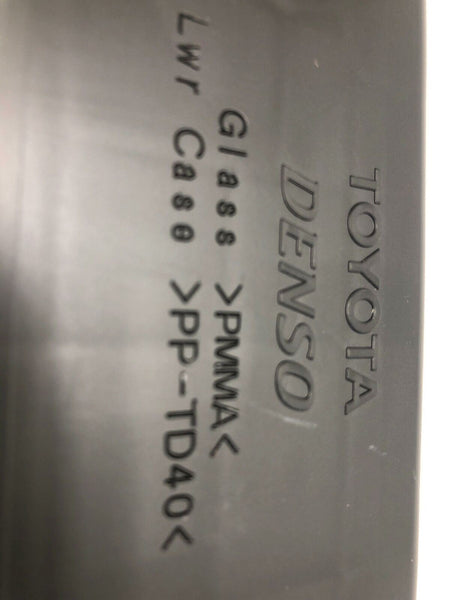 TOYOTA
DENSO
Glass >PMMA<
Lwr Case >PP-TD40<